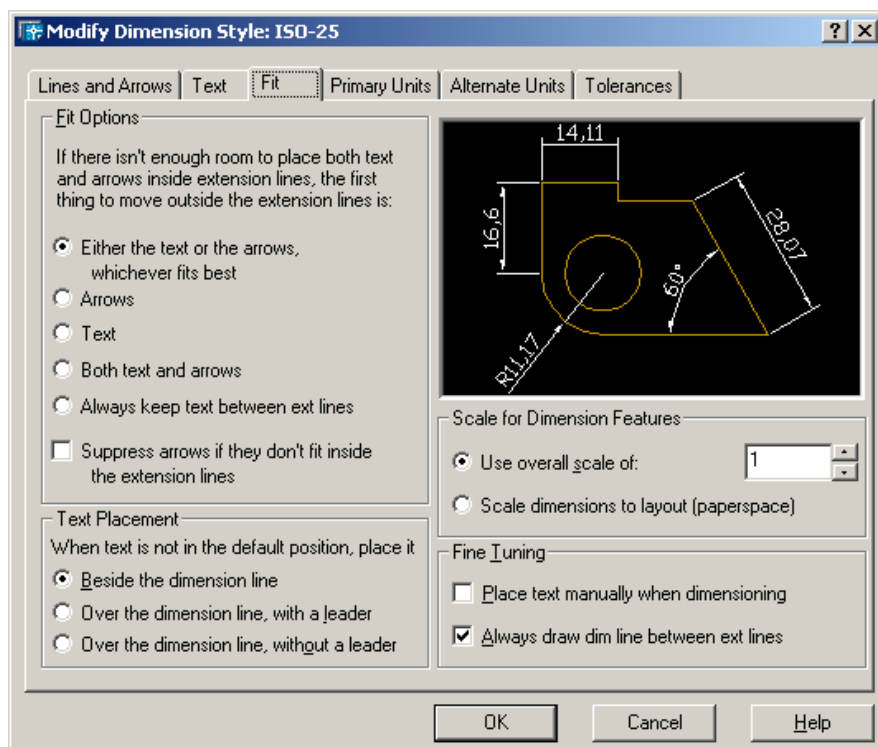 Modify Dimension Style: ISO-25
Lines and Arrows
Text
Fit
Primary Units
Alternate Units
Tolerances
Fit Options
If there isn't enough room to place both text
and arrows inside extension lines, the first
thing to move outside the extension lines is:
Either the text or the arrows,
whichever fits best
Arrows
Text
Both text and arrows
Always keep text between ext lines
Suppress arrows if they don't fit inside
the extension lines
Text Placement
When text is not in the default position, place it
Beside the dimension line
Over the dimension line, with a leader
Over the dimension line, without a leader
14,11
16,6
28,07
60°
R11,17
Scale for Dimension Features
Use overall scale of:
1
Scale dimensions to layout (paperspace)
Fine Tuning
Place text manually when dimensioning
Always draw dim line between ext lines
OK
Cancel
Help